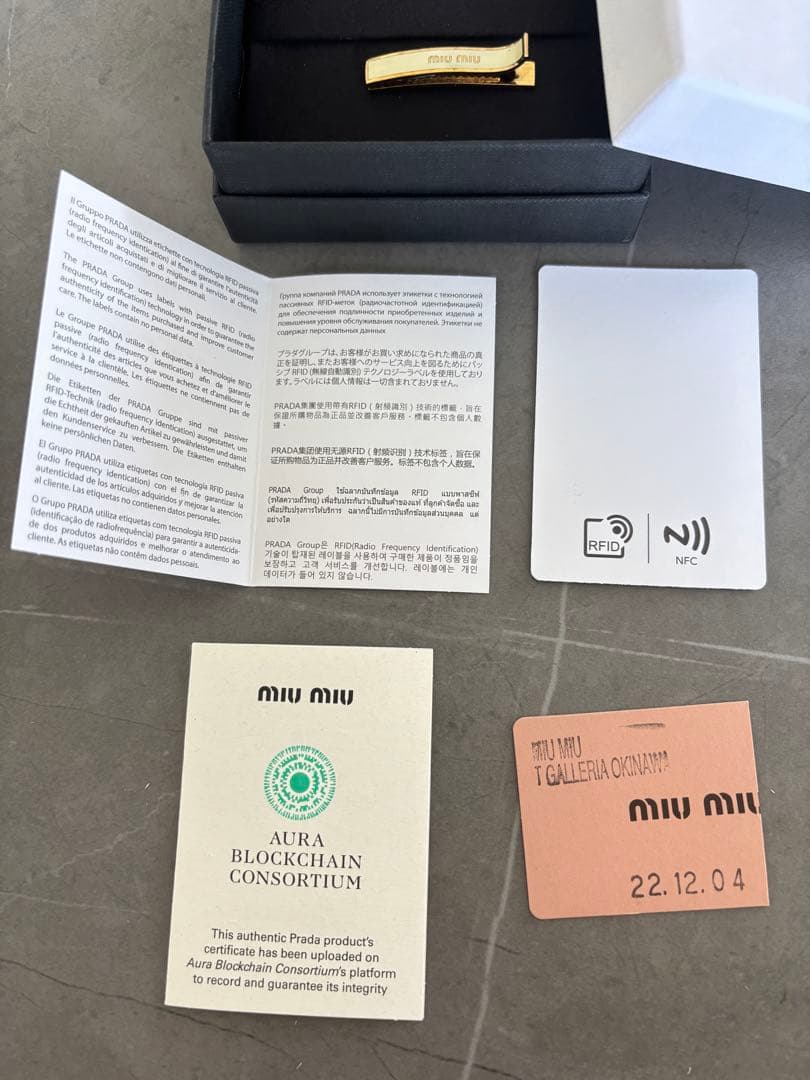 MIU MIU
Il Gruppo PRADA utilizza etichette con tecnologia RFID passiva
(radio frequency identication) al fine di garantire l'autenticità
degli articoli acquistati e di migliorare il servizio al cliente.
Le etichette non contengono dati personali.
The PRADA Group uses labels with passive RFID (radio
frequency identification) technology in order to guarantee the
authenticity of the items purchased and improve customer
care. The labels contain no personal data.
Le Groupe PRADA utilise des étiquettes à technologie RFID
passive (radio frequency identication) afin de garantir
l'authenticité des articles que vous achetez et d'améliorer le
service à la clientèle. Les étiquettes ne contiennent pas de
données personnelles.
Die Etiketten der PRADA Gruppe sind mit passiver
RFID-Technik (radio frequency identication) ausgestattet, um
die Echtheit der gekauften Artikel zu gewährleisten und damit
den Kundenservice zu verbessern. Die Etiketten enthalten
keine persönlichen Daten.
El Grupo PRADA utiliza etiquetas con tecnología RFID pasiva
(radio frequency identication) con el fin de garantizar la
autenticidad de los artículos adquiridos y mejorar la atención
al cliente. Las etiquetas no contienen datos personales.
O Grupo PRADA utiliza etiquetas com tecnologia RFID passiva
(identificação de radiofrequência) para garantir a autenticida-
de dos produtos adquiridos e melhorar o atendimento ao
cliente. As etiquetas não contêm dados pessoais.
Группа компаний PRADA использует этикетки с технологией
пассивных RFID-меток (радиочастотной идентификацией)
для обеспечения подлинности приобретенных изделий и
повышения уровня обслуживания покупателей. Этикетки не
содержат персональных данных
プラダグループは、お客様がお買い求めになられた商品の真
正を証明し、またお客様へのサービス向上を図るためにパッ
シブ RFID (無線自動識別) テクノロジーラベルを使用しており
ます。ラベルには個人情報は一切含まれておりません。
PRADA集團使用帶有RFID（射頻識別）技術的標籤，旨在
保證所購物品為正品並改善客戶服務。標籤不包含個人數
據。
PRADA集团使用无源RFID（射频识别）技术标签，旨在保
证所购物品为正品并改善客户服务。标签不包含个人数据。
PRADA Group ใช้ฉลากบันทึกข้อมูล RFID แบบพาสซีฟ
(รหัสความถี่วิทยุ) เพื่อรับประกันว่าเป็นสินค้าของแท้ ที่ลูกค้าจัดซื้อ และ
เพื่อปรับปรุงการให้บริการ ฉลากนี้ไม่มีการบันทึกข้อมูลส่วนบุคคล แต่
อย่างใด
PRADA Group은 RFID(Radio Frequency Identification)
기술이 탑재된 레이블을 사용하여 구매한 제품이 정품임을
보장하고 고객 서비스를 개선합니다. 레이블에는 개인
데이터가 들어 있지 않습니다.
RFID
NFC
MIU MIU
AURA
BLOCKCHAIN
CONSORTIUM
This authentic Prada product's
certificate has been uploaded on
Aura Blockchain Consortium's platform
to record and guarantee its integrity
MIU MIU
T GALLERIA OKINAWA
MIU MIU
22.12.04